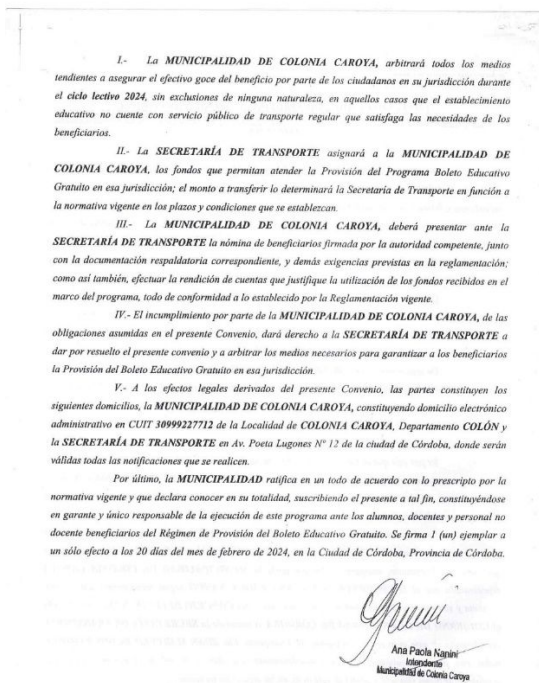 I.- La MUNICIPALIDAD DE COLONIA CAROYA, arbitrará todos los medios
tendientes a asegurar el efectivo goce del beneficio por parte de los ciudadanos en su jurisdicción durante
el ciclo lectivo 2024, sin exclusiones de ninguna naturaleza, en aquellos casos que el establecimiento
educativo no cuente con servicio público de transporte regular que satisfaga las necesidades de los
beneficiarios.
II.- La SECRETARÍA DE TRANSPORTE asignará a la MUNICIPALIDAD DE
COLONIA CAROYA, los fondos que permitan atender la Provisión del Programa Boleto Educativo
Gratuito en esa jurisdicción; el monto a transferir lo determinará la Secretaría de Transporte en función a
la normativa vigente en los plazos y condiciones que se establezcan.
III.- La MUNICIPALIDAD DE COLONIA CAROYA, deberá presentar ante la
SECRETARÍA DE TRANSPORTE la nómina de beneficiarios firmada por la autoridad competente, junto
con la documentación respaldatoria correspondiente, y demás exigencias previstas en la reglamentación;
como así también, efectuar la rendición de cuentas que justifique la utilización de los fondos recibidos en el
marco del programa, todo de conformidad a lo establecido por la Reglamentación vigente.
IV.- El incumplimiento por parte de la MUNICIPALIDAD DE COLONIA CAROYA, de las
obligaciones asumidas en el presente Convenio, dará derecho a la SECRETARÍA DE TRANSPORTE a
dar por resuelto el presente convenio y a arbitrar los medios necesarios para garantizar a los beneficiarios
la Provisión del Boleto Educativo Gratuito en esa jurisdicción.
V.- A los efectos legales derivados del presente Convenio, las partes constituyen los
siguientes domicilios, la MUNICIPALIDAD DE COLONIA CAROYA, constituyendo domicilio electrónico
administrativo en CUIT 30999227712 de la Localidad de COLONIA CAROYA, Departamento COLÓN y
la SECRETARÍA DE TRANSPORTE en Av. Poeta Lugones Nº 12 de la ciudad de Córdoba, donde serán
válidas todas las notificaciones que se realicen.
Por último, la MUNICIPALIDAD ratifica en un todo de acuerdo con lo prescripto por la
normativa vigente y que declara conocer en su totalidad, suscribiendo el presente a tal fin, constituyéndose
en garante y único responsable de la ejecución de este programa ante los alumnos, docentes y personal no
docente beneficiarios del Régimen de Provisión del Boleto Educativo Gratuito. Se firma 1 (un) ejemplar a
un sólo efecto a los 20 días del mes de febrero de 2024, en la Ciudad de Córdoba, Provincia de Córdoba.
Ana Paola Nanini
Intendente
Municipalidad de Colonia Caroya